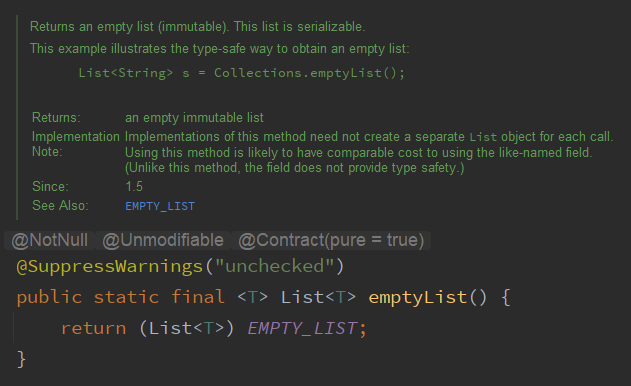 Returns an empty list (immutable). This list is serializable.
This example illustrates the type-safe way to obtain an empty list:
List<String> s = Collections.emptyList();
Returns: an empty immutable list
Implementation Implementations of this method need not create a separate List object for each call.
Note: Using this method is likely to have comparable cost to using the like-named field.
(Unlike this method, the field does not provide type safety.)
Since: 1.5
See Also: EMPTY_LIST
@NotNull @Unmodifiable @Contract(pure = true)
@SuppressWarnings("unchecked")
public static final <T> List<T> emptyList() {
return (List<T>) EMPTY_LIST;
}